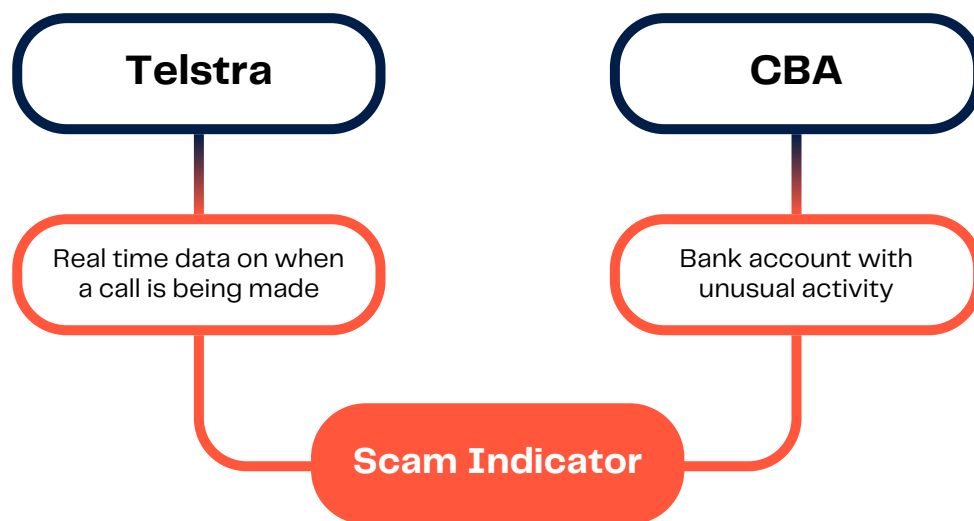 Telstra
CBA
Real time data on when
a call is being made
Bank account with
unusual activity
Scam Indicator